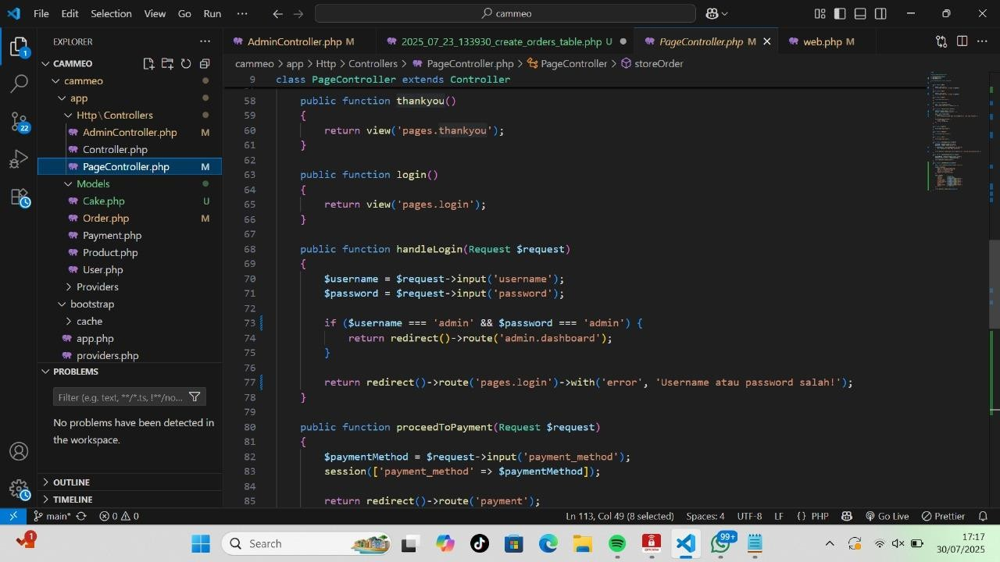 File Edit Selection View Go Run ··· cammeo
EXPLORER ···
CAMMEO
cammeo
app
Http\Controllers
AdminController.php M
Controller.php
PageController.php M
Models
Cake.php U
Order.php M
Payment.php
Product.php
User.php
Providers
bootstrap
cache
app.php
providers.php
PROBLEMS
Filter (e.g. text, **/*.ts, !**/no...
No problems have been detected in
the workspace.
OUTLINE
TIMELINE
1
22
AdminController.php M 2025_07_23_133930_create_orders_table.php U PageController.php M web.php M
cammeo > app > Http > Controllers > PageController.php > PageController > storeOrder
9 class PageController extends Controller
58 public function thankyou()
59 {
60 return view('pages.thankyou');
61 }
62
63 public function login()
64 {
65 return view('pages.login');
66 }
67
68 public function handleLogin(Request $request)
69 {
70 $username = $request->input('username');
71 $password = $request->input('password');
72
73 if ($username === 'admin' && $password === 'admin') {
74 return redirect()->route('admin.dashboard');
75 }
76
77 return redirect()->route('pages.login')->with('error', 'Username atau password salah!');
78 }
79
80 public function proceedToPayment(Request $request)
81 {
82 $paymentMethod = $request->input('payment_method');
83 session(['payment_method' => $paymentMethod]);
84
85 return redirect()->route('payment');
main* 0 0 Ln 113, Col 49 (8 selected) Spaces: 4 UTF-8 LF {} PHP Go Live Prettier
1 Search 99+ 17:17
30/07/2025